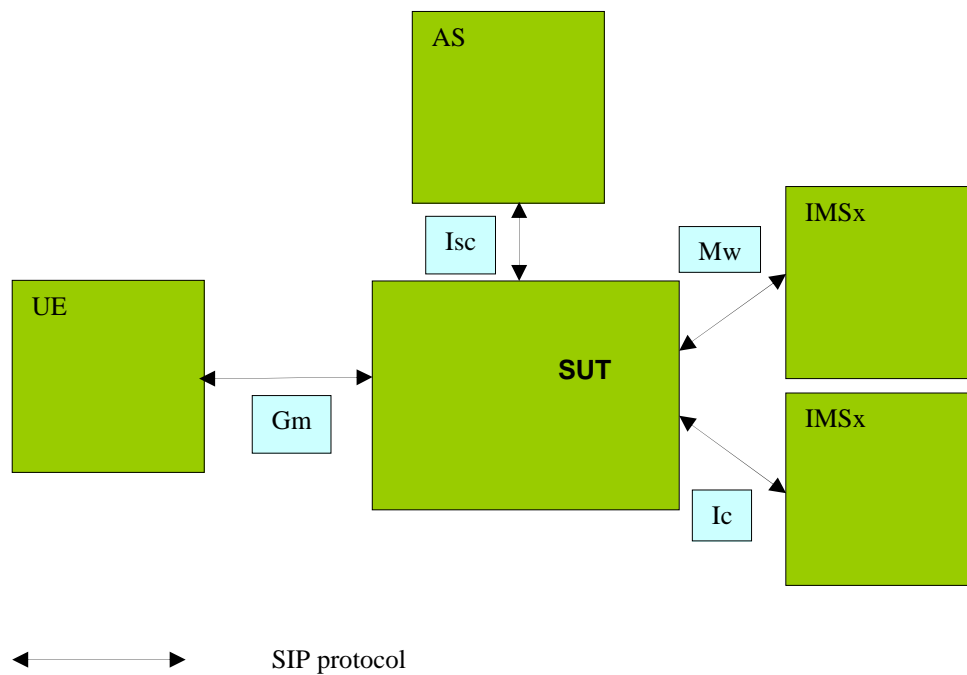 AS
IMSx
Isc
Mw
UE
SUT
Gm
IMSx
Ic
SIP protocol